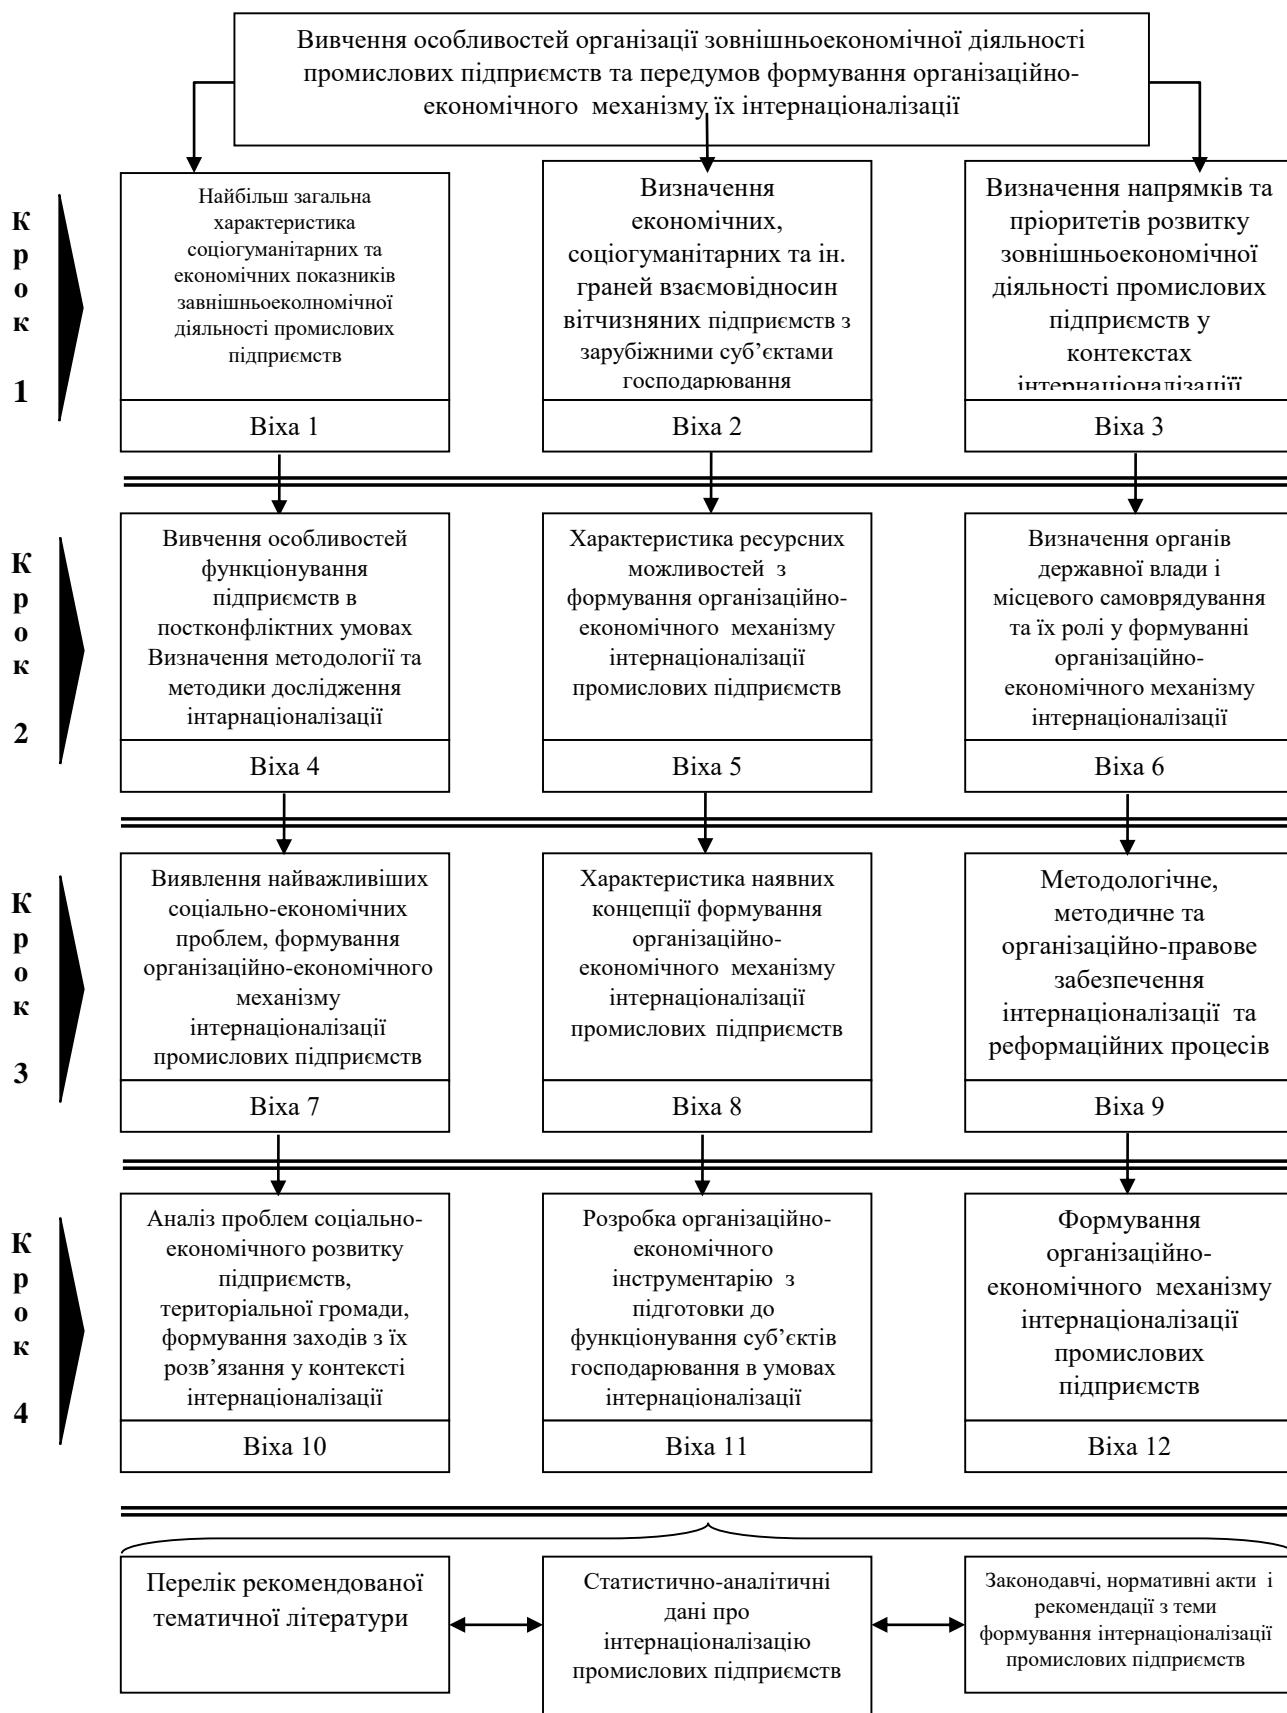 Вивчення особливостей організації зовнішньоекономічної діяльності
промислових підприємств та передумов формування організаційно-
економічного механізму їх інтернаціоналізації
К
р
о
к
1
Найбільш загальна
характеристика
соціогуманітарних та
економічних показників
завнішньоеколномічної
діяльності промислових
підприємств
Віха 1
Визначення
економічних,
соціогуманітарних та ін.
граней взаємовідносин
вітчизняних підприємств з
зарубіжними суб’єктами
господарювання
Віха 2
Визначення напрямків та
пріоритетів розвитку
зовнішньоекономічної
діяльності промислових
підприємств у
контекстах
інтернаціоналізаціїї
Віха 3
К
р
о
к
2
Вивчення особливостей
функціонування
підприємств в
постконфліктних умовах
Визначення методології та
методики дослідження
інтарнаціоналізації
Віха 4
Характеристика ресурсних
можливостей з
формування організаційно-
економічного механізму
інтернаціоналізації
промислових підприємств
Віха 5
Визначення органів
державної влади і
місцевого самоврядування
та їх ролі у формуванні
організаційно-
економічного механізму
інтернаціоналізації
Віха 6
К
р
о
к
3
Виявлення найважливіших
соціально-економічних
проблем, формування
організаційно-економічного
механізму
інтернаціоналізації
промислових підприємств
Віха 7
Характеристика наявних
концепції формування
організаційно-
економічного механізму
інтернаціоналізації
промислових підприємств
Віха 8
Методологічне,
методичне та
організаційно-правове
забезпечення
інтернаціоналізації та
реформаційних процесів
Віха 9
К
р
о
к
4
Аналіз проблем соціально-
економічного розвитку
підприємств,
територіальної громади,
формування заходів з їх
розв’язання у контексті
інтернаціоналізації
Віха 10
Розробка організаційно-
економічного
інструментарію з
підготовки до
функціонування суб’єктів
господарювання в умовах
інтернаціоналізації
Віха 11
Формування
організаційно-
економічного механізму
інтернаціоналізації
промислових
підприємств
Віха 12
Перелік рекомендованої
тематичної літератури
Статистично-аналітичні
дані про
інтернаціоналізацію
промислових підприємств
Законодавчі, нормативні акти і
рекомендації з теми
формування інтернаціоналізації
промислових підприємств